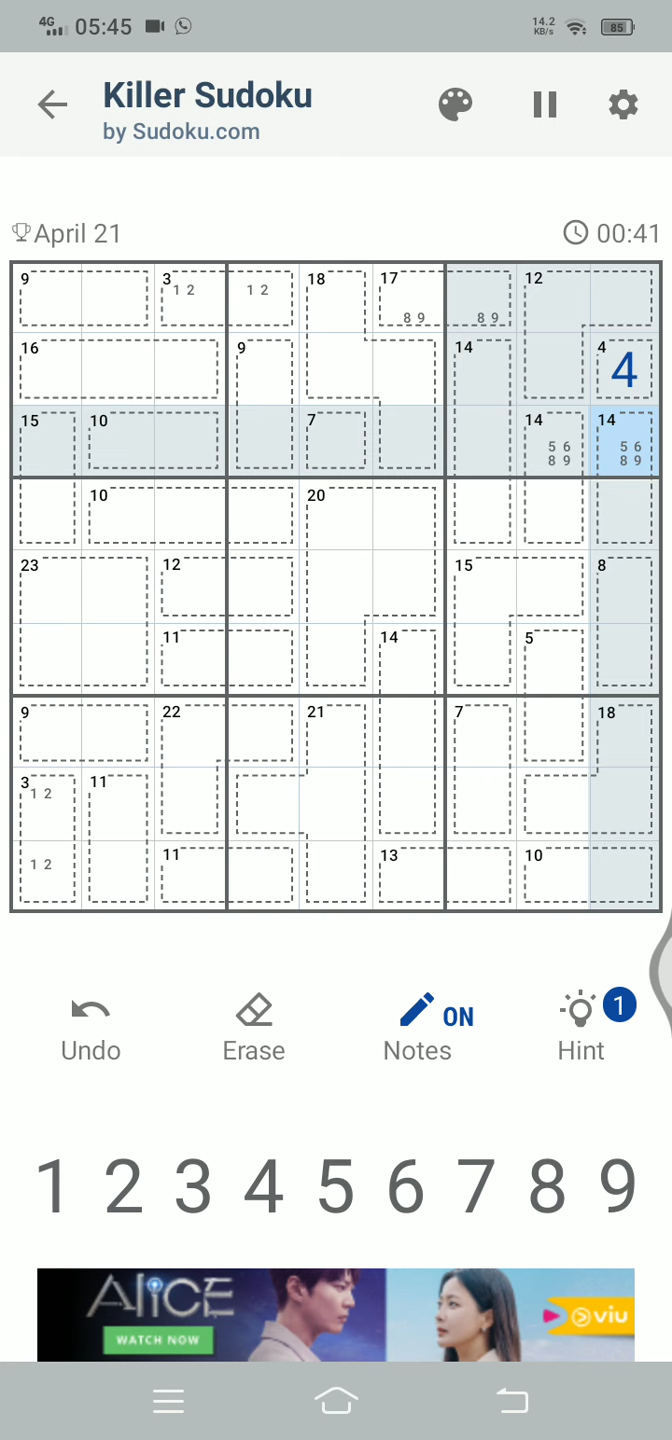 4G 05:45 14.2 KB/s 85
Killer Sudoku
by Sudoku.com
April 21 00:41
9 3 1 2 1 2 18 17 8 9 8 9 12
16 9 14 4 4
15 10 7 14 5 6 8 9 14 5 6 8 9
10 20
23 12 15 8
11 14 5
9 22 21 7 18
3 1 2 11
1 2 11 13 10
ON 1
Undo Erase Notes Hint
1 2 3 4 5 6 7 8 9
ALICE
WATCH NOW
viu